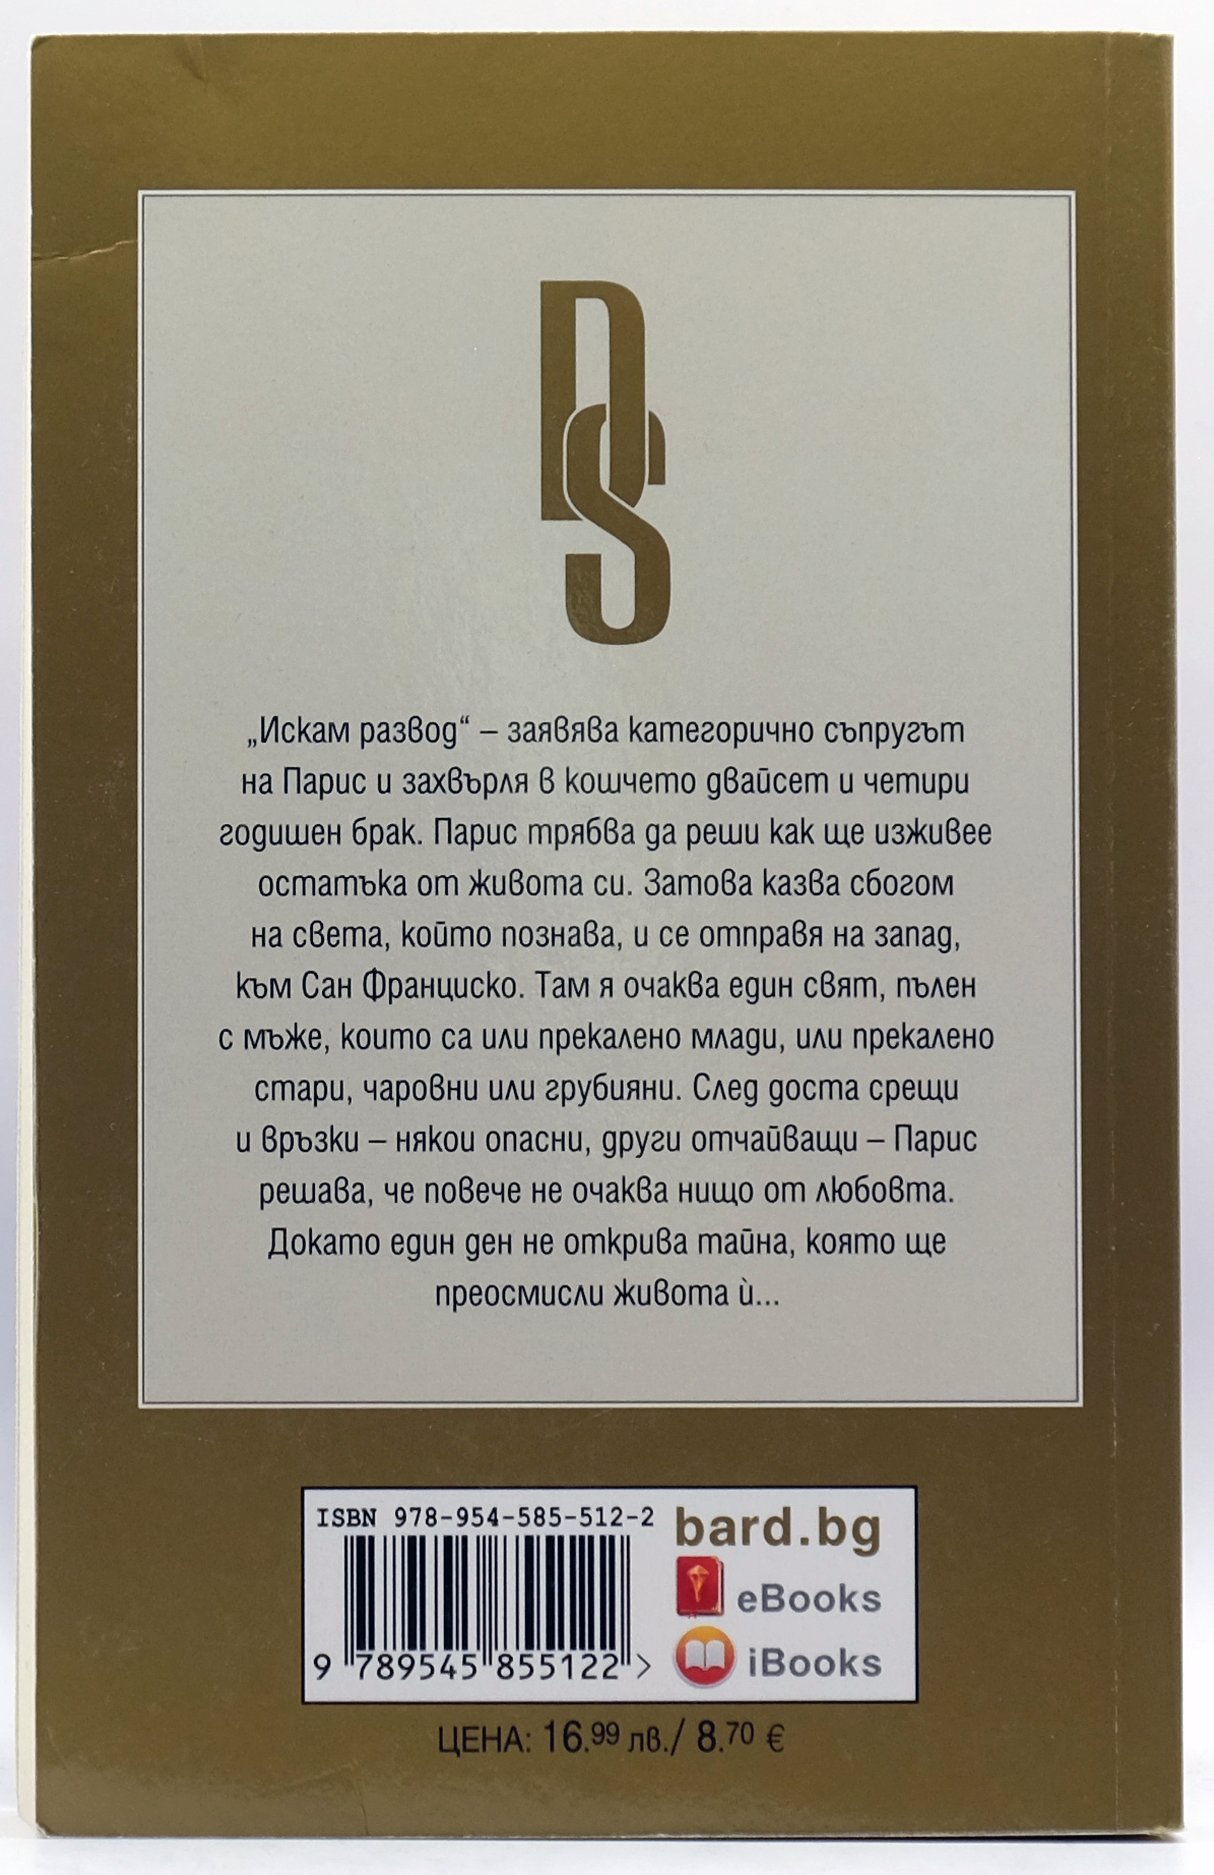 DS
„Искам развод“ – заявява категорично съпругът
на Парис и захвърля в кошчето двайсет и четири
годишен брак. Парис трябва да реши как ще изживее
остатъка от живота си. Затова казва сбогом
на света, който познава, и се отправя на запад,
към Сан Франциско. Там я очаква един свят, пълен
с мъже, които са или прекалено млади, или прекалено
стари, чаровни или грубияни. След доста срещи
и връзки – някои опасни, други отчайващи – Парис
решава, че повече не очаква нищо от любовта.
Докато един ден не открива тайна, която ще
преосмисли живота ѝ...
ISBN 978-954-585-512-2
9 789545 855122 >
bard.bg
eBooks
iBooks
ЦЕНА: 16.99 лв./ 8.70 €